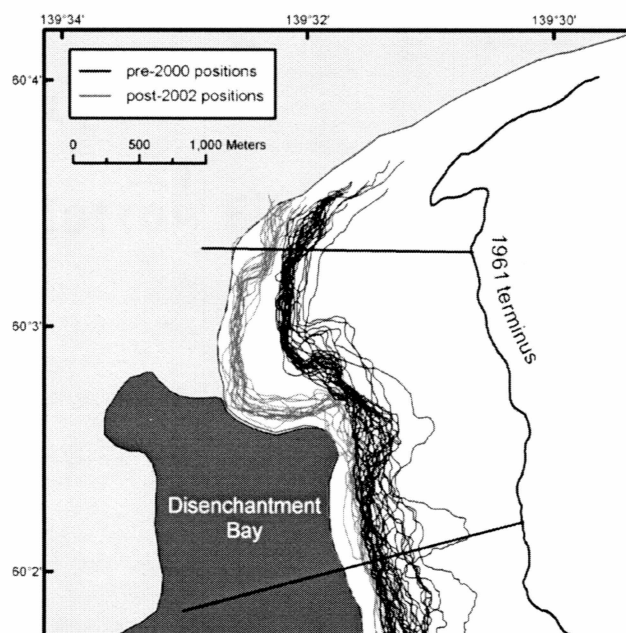 139°34'
139°32'
139°30'
60°4'
pre-2000 positions
post-2002 positions
0 500 1,000 Meters
1961 terminus
60°3'
Disenchantment
Bay
60°2'